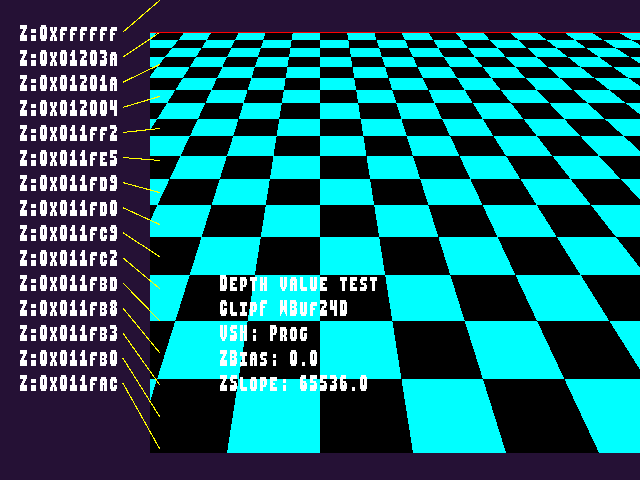 Z:0xffffff
Z:0x01203a
Z:0x01201a
Z:0x012004
Z:0x011ff2
Z:0x011fe5
Z:0x011fd9
Z:0x011fd0
Z:0x011fc9
Z:0x011fc2
Z:0x011fbd
Z:0x011fb8
Z:0x011fb3
Z:0x011fb0
Z:0x011fac
Depth value test
Clipf WBuf24D
VSH: Prog
ZBias: 0.0
ZSlope: 65536.0